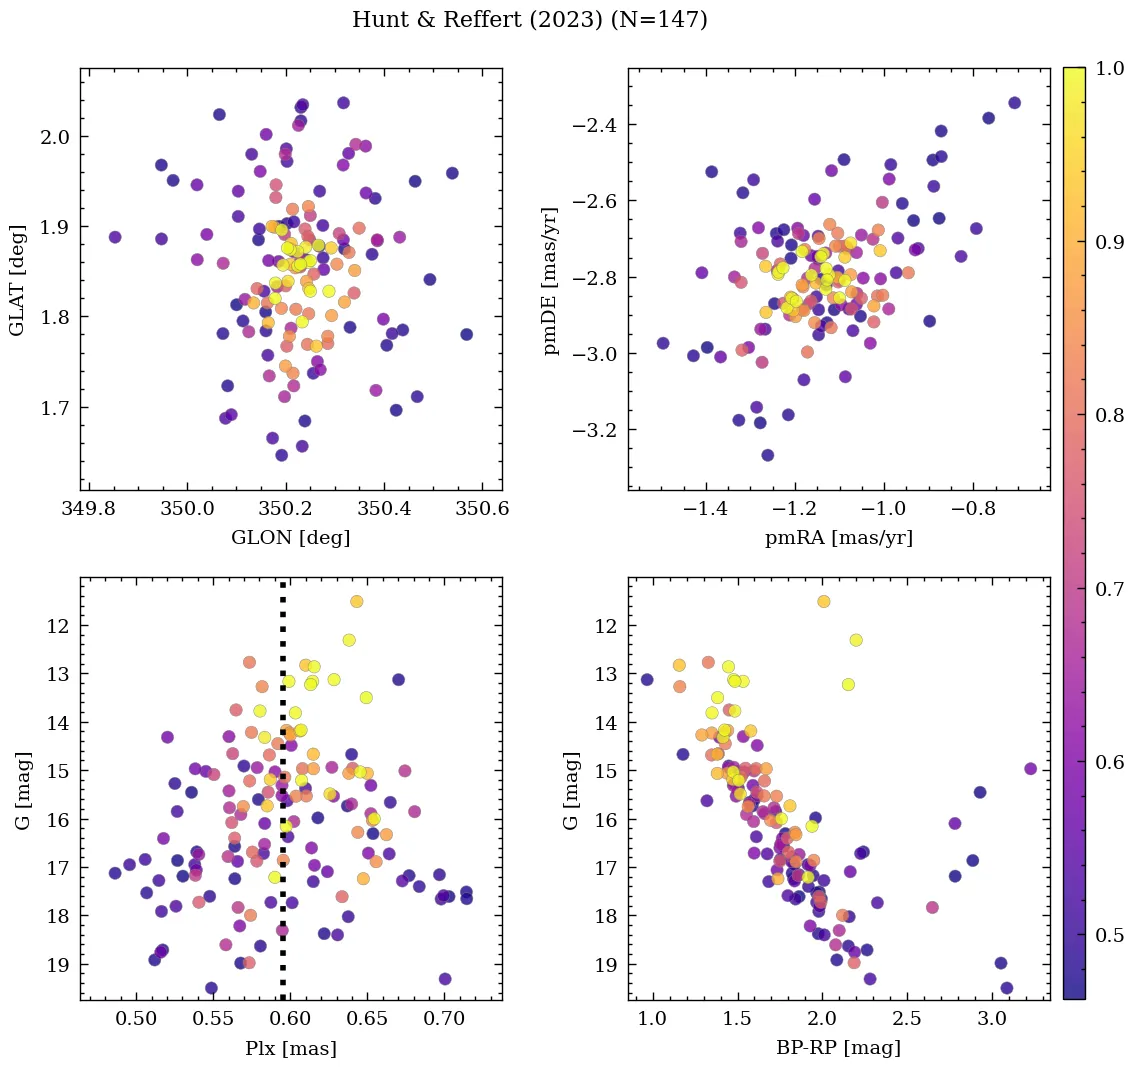 Hunt & Reffert (2023) (N=147)
2.0
1.9
1.8
1.7
GLAT [deg]
349.8 350.0 350.2 350.4 350.6
GLON [deg]
−2.4
−2.6
−2.8
−3.0
−3.2
pmDE [mas/yr]
−1.4 −1.2 −1.0 −0.8
pmRA [mas/yr]
1.0
0.9
0.8
0.7
0.6
0.5
12
13
14
15
16
17
18
19
G [mag]
0.50 0.55 0.60 0.65 0.70
Plx [mas]
12
13
14
15
16
17
18
19
G [mag]
1.0 1.5 2.0 2.5 3.0
BP-RP [mag]